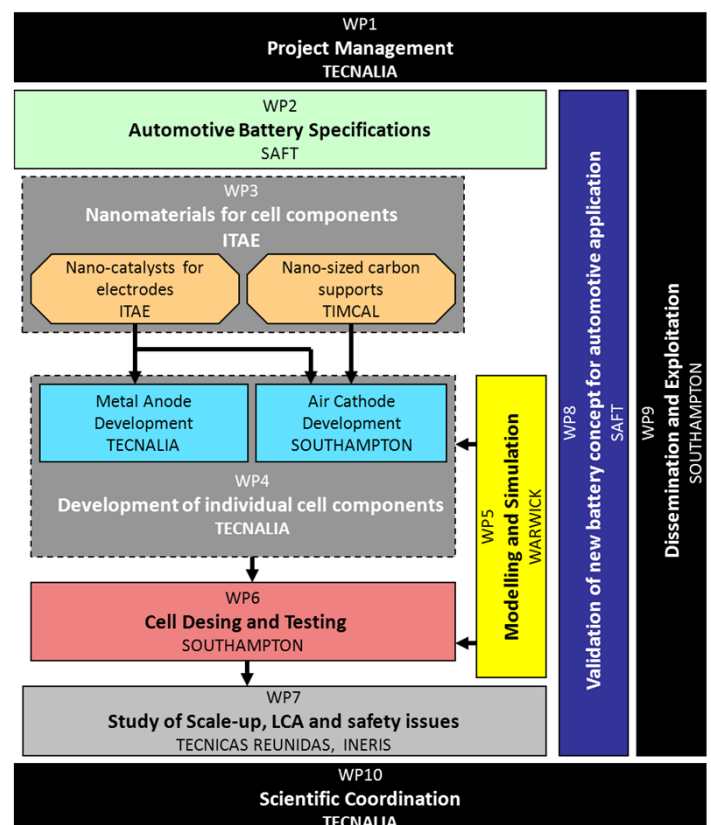 WP1
Project Management
TECNALIA
WP2
Automotive Battery Specifications
SAFT
WP3
Nanomaterials for cell components
ITAE
Nano-catalysts for
electrodes
ITAE
Nano-sized carbon
supports
TIMCAL
Metal Anode
Development
TECNALIA
Air Cathode
Development
SOUTHAMPTON
WP4
Development of individual cell components
TECNALIA
WP5
Modelling and Simulation
WARWICK
WP6
Cell Desing and Testing
SOUTHAMPTON
WP7
Study of Scale-up, LCA and safety issues
TECNICAS REUNIDAS, INERIS
WP8
Validation of new battery concept for automotive application
SAFT
WP9
Dissemination and Exploitation
SOUTHAMPTON
WP10
Scientific Coordination
TECNALIA